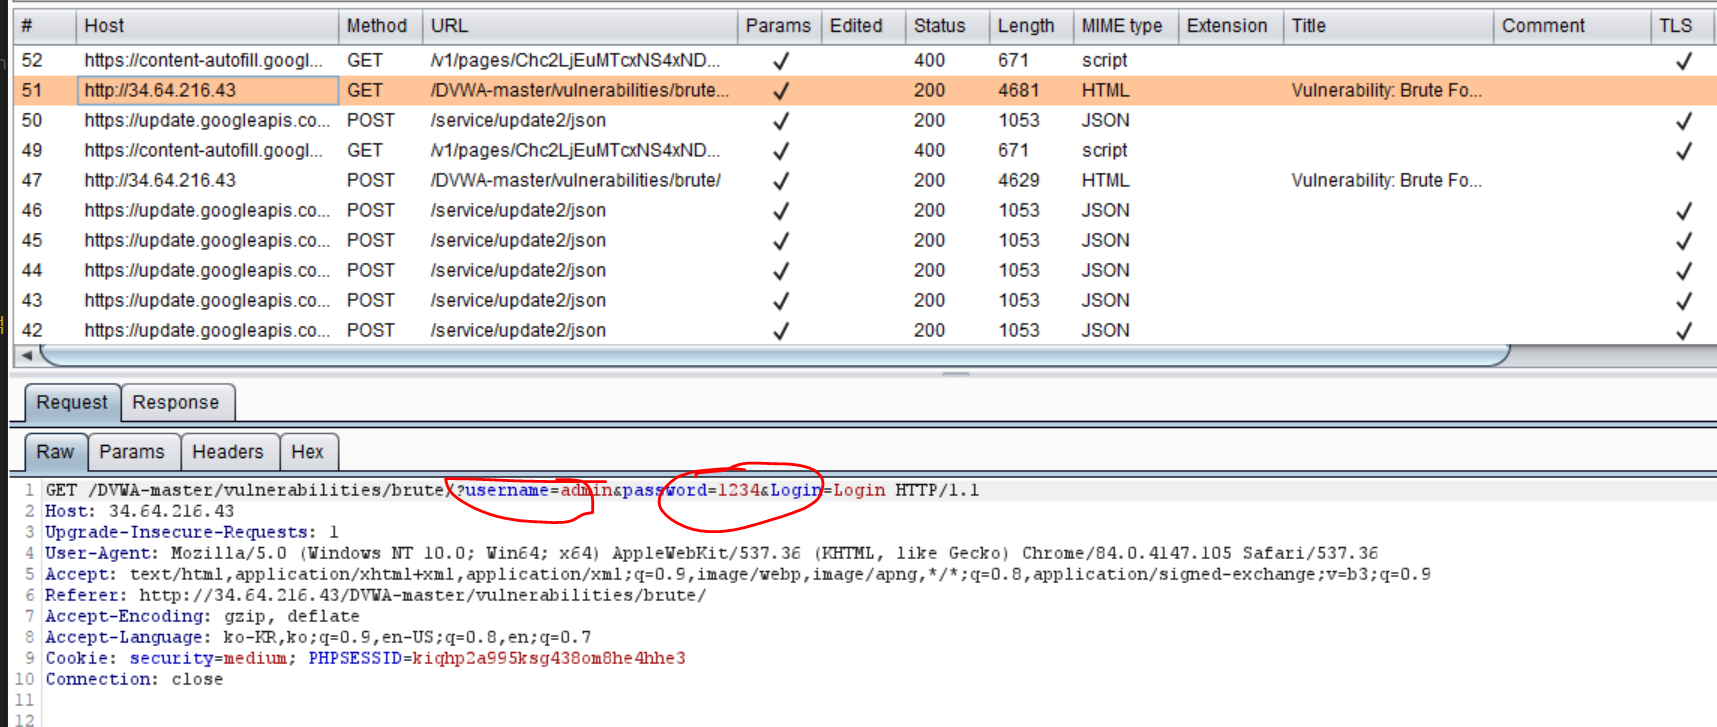 # Host Method URL Params Edited Status Length MIME type Extension Title Comment TLS
52 https://content-autofill.googl... GET /v1/pages/Chc2LjEuMTcxNS4xND... ✓ 400 671 script ✓
51 http://34.64.216.43 GET /DVWA-master/vulnerabilities/brute... ✓ 200 4681 HTML Vulnerability: Brute Fo...
50 https://update.googleapis.co... POST /service/update2/json ✓ 200 1053 JSON ✓
49 https://content-autofill.googl... GET /v1/pages/Chc2LjEuMTcxNS4xND... ✓ 400 671 script ✓
47 http://34.64.216.43 POST /DVWA-master/vulnerabilities/brute/ ✓ 200 4629 HTML Vulnerability: Brute Fo...
46 https://update.googleapis.co... POST /service/update2/json ✓ 200 1053 JSON ✓
45 https://update.googleapis.co... POST /service/update2/json ✓ 200 1053 JSON ✓
44 https://update.googleapis.co... POST /service/update2/json ✓ 200 1053 JSON ✓
43 https://update.googleapis.co... POST /service/update2/json ✓ 200 1053 JSON ✓
42 https://update.googleapis.co... POST /service/update2/json ✓ 200 1053 JSON ✓
Request Response
Raw Params Headers Hex
1 GET /DVWA-master/vulnerabilities/brute/?username=admin&password=1234&Login=Login HTTP/1.1
2 Host: 34.64.216.43
3 Upgrade-Insecure-Requests: 1
4 User-Agent: Mozilla/5.0 (Windows NT 10.0; Win64; x64) AppleWebKit/537.36 (KHTML, like Gecko) Chrome/84.0.4147.105 Safari/537.36
5 Accept: text/html,application/xhtml+xml,application/xml;q=0.9,image/webp,image/apng,*/*;q=0.8,application/signed-exchange;v=b3;q=0.9
6 Referer: http://34.64.216.43/DVWA-master/vulnerabilities/brute/
7 Accept-Encoding: gzip, deflate
8 Accept-Language: ko-KR,ko;q=0.9,en-US;q=0.8,en;q=0.7
9 Cookie: security=medium; PHPSESSID=kiqhp2a995ksg438om8he4hhe3
10 Connection: close
11
12